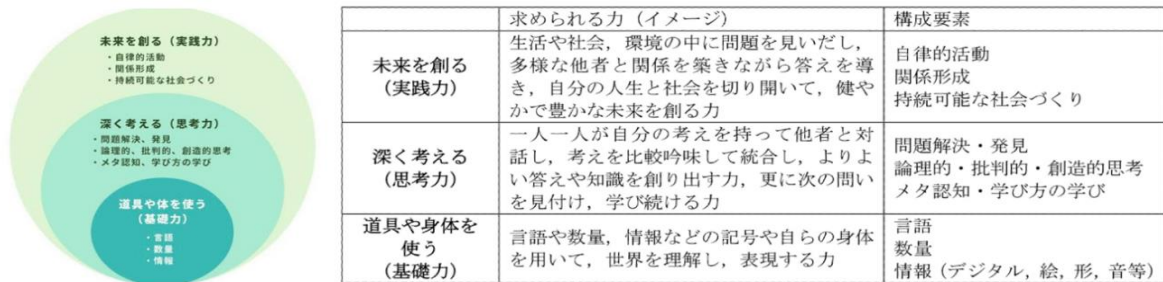 未来を創る（実践力）
・自律的活動
・関係形成
・持続可能な社会づくり
深く考える（思考力）
・問題解決、発見
・論理的、批判的、創造的思考
・メタ認知、学び方の学び
道具や体を使う
（基礎力）
・言語
・数量
・情報
求められる力（イメージ）
構成要素
未来を創る
（実践力）
生活や社会，環境の中に問題を見いだし，
多様な他者と関係を築きながら答えを導
き，自分の人生と社会を切り開いて，健や
かで豊かな未来を創る力
自律的活動
関係形成
持続可能な社会づくり
深く考える
（思考力）
一人一人が自分の考えを持って他者と対
話し，考えを比較吟味して統合し，よりよ
い答えや知識を創り出す力，更に次の問い
を見付け，学び続ける力
問題解決・発見
論理的・批判的・創造的思考
メタ認知・学び方の学び
道具や身体を
使う
（基礎力）
言語や数量，情報などの記号や自らの身体
を用いて，世界を理解し，表現する力
言語
数量
情報（デジタル，絵，形，音等）